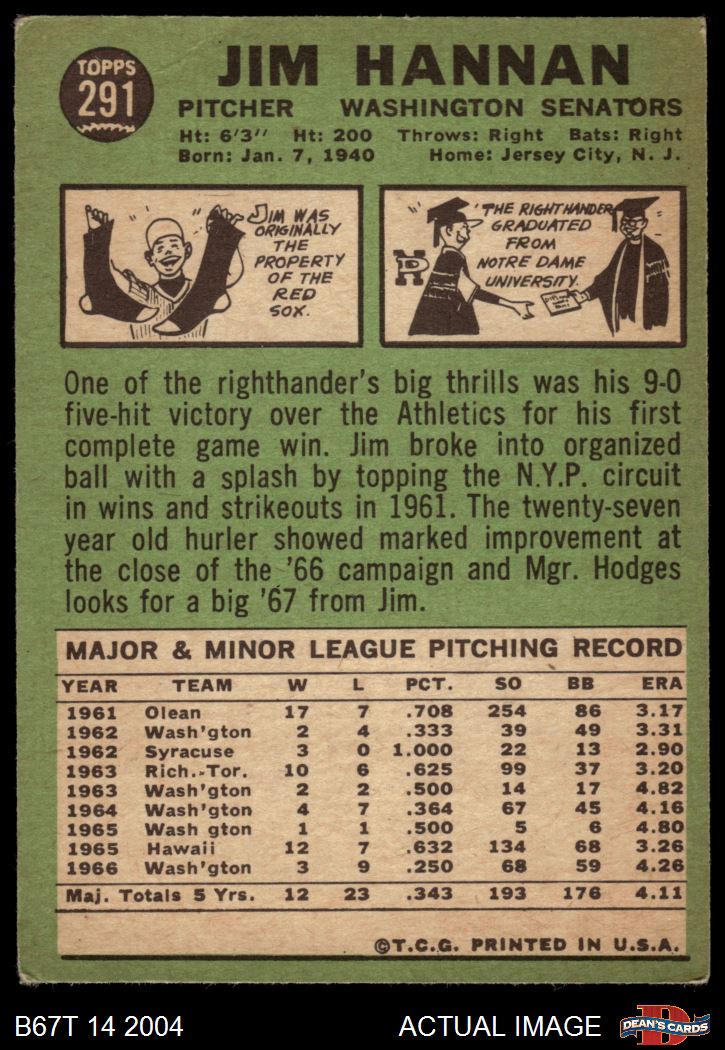 TOPPS
291
JIM HANNAN
PITCHER WASHINGTON SENATORS
Ht: 6'3" Ht: 200 Throws: Right Bats: Right
Born: Jan. 7, 1940 Home: Jersey City, N. J.
JIM WAS
ORIGINALLY
THE
PROPERTY
OF THE
RED
SOX.
THE RIGHTHANDER
GRADUATED
FROM
NOTRE DAME
UNIVERSITY.
One of the righthander's big thrills was his 9-0
five-hit victory over the Athletics for his first
complete game win. Jim broke into organized
ball with a splash by topping the N.Y.P. circuit
in wins and strikeouts in 1961. The twenty-seven
year old hurler showed marked improvement at
the close of the '66 campaign and Mgr. Hodges
looks for a big '67 from Jim.
MAJOR & MINOR LEAGUE PITCHING RECORD
YEAR TEAM W L PCT. SO BB ERA
1961 Olean 17 7 .708 254 86 3.17
1962 Wash'gton 2 4 .333 39 49 3.31
1962 Syracuse 3 0 1.000 22 13 2.90
1963 Rich.-Tor. 10 6 .625 99 37 3.20
1963 Wash'gton 2 2 .500 14 17 4.82
1964 Wash'gton 4 7 .364 67 45 4.16
1965 Wash gton 1 1 .500 5 6 4.80
1965 Hawaii 12 7 .632 134 68 3.26
1966 Wash'gton 3 9 .250 68 59 4.26
Maj. Totals 5 Yrs. 12 23 .343 193 176 4.11
©T.C.G. PRINTED IN U.S.A.
B67T 14 2004 ACTUAL IMAGE DEAN'S CARDS